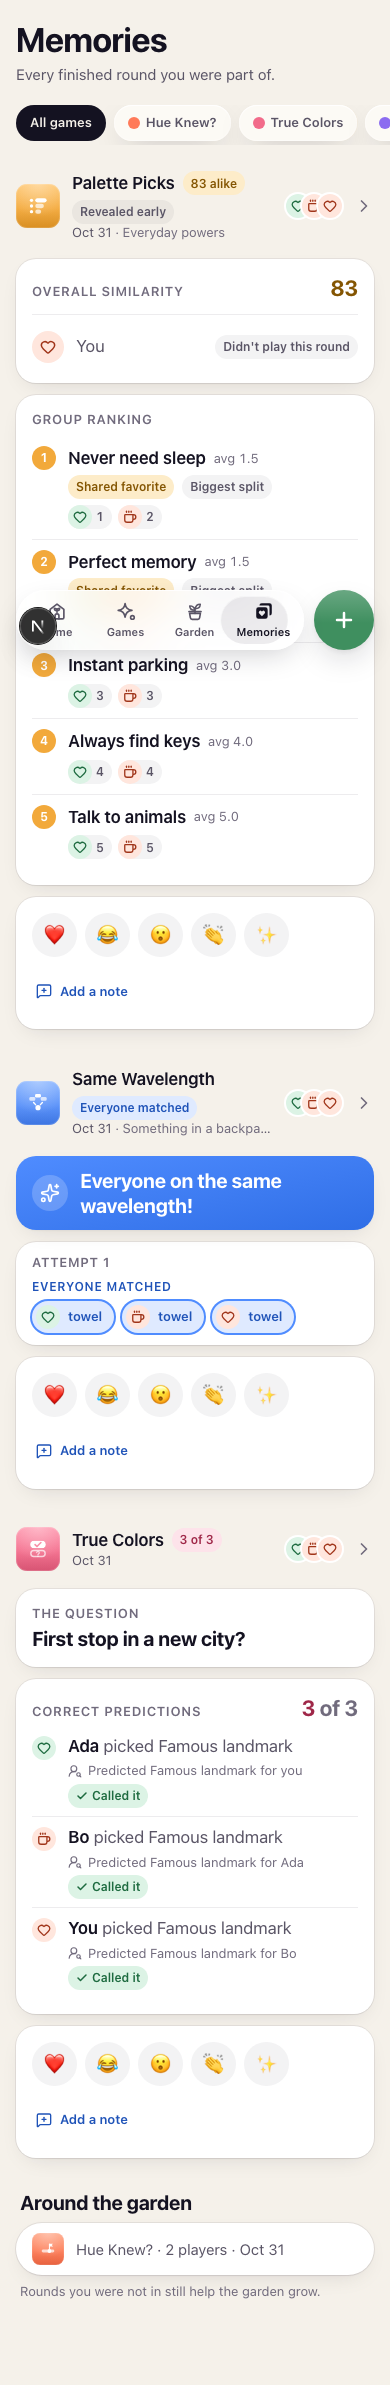 Memories
Every finished round you were part of.
All games
Hue Knew?
True Colors
Palette Picks 83 alike
Revealed early
Oct 31 · Everyday powers
OVERALL SIMILARITY 83
You Didn't play this round
GROUP RANKING
1 Never need sleep avg 1.5
Shared favorite Biggest split
1 2
2 Perfect memory avg 1.5
Shared favorite Biggest split
N
Games
Garden
Memories
3 Instant parking avg 3.0
3 3
4 Always find keys avg 4.0
4 4
5 Talk to animals avg 5.0
5 5
Add a note
Same Wavelength
Everyone matched
Oct 31 · Something in a backpa...
Everyone on the same
wavelength!
ATTEMPT 1
EVERYONE MATCHED
towel towel towel
Add a note
True Colors 3 of 3
Oct 31
THE QUESTION
First stop in a new city?
CORRECT PREDICTIONS 3 of 3
Ada picked Famous landmark
Predicted Famous landmark for you
Called it
Bo picked Famous landmark
Predicted Famous landmark for Ada
Called it
You picked Famous landmark
Predicted Famous landmark for Bo
Called it
Add a note
Around the garden
Hue Knew? · 2 players · Oct 31
Rounds you were not in still help the garden grow.